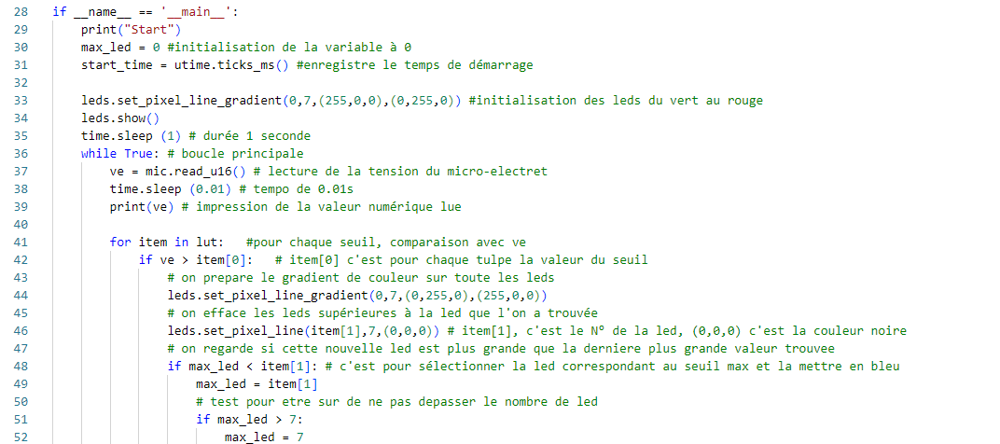 28 if __name__ == '__main__':
29 print("Start")
30 max_led = 0 #initialisation de la variable à 0
31 start_time = utime.ticks_ms() #enregistre le temps de démarrage
32
33 leds.set_pixel_line_gradient(0,7,(255,0,0),(0,255,0)) #initialisation des leds du vert au rouge
34 leds.show()
35 time.sleep (1) # durée 1 seconde
36 while True: # boucle principale
37 ve = mic.read_u16() # lecture de la tension du micro-electret
38 time.sleep (0.01) # tempo de 0.01s
39 print(ve) # impression de la valeur numérique lue
40
41 for item in lut: #pour chaque seuil, comparaison avec ve
42 if ve > item[0]: # item[0] c'est pour chaque tulpe la valeur du seuil
43 # on prepare le gradient de couleur sur toute les leds
44 leds.set_pixel_line_gradient(0,7,(0,255,0),(255,0,0))
45 # on efface les leds supérieures à la led que l'on a trouvée
46 leds.set_pixel_line(item[1],7,(0,0,0)) # item[1], c'est le N° de la led, (0,0,0) c'est la couleur noire
47 # on regarde si cette nouvelle led est plus grande que la derniere plus grande valeur trouvee
48 if max_led < item[1]: # c'est pour sélectionner la led correspondant au seuil max et la mettre en bleu
49 max_led = item[1]
50 # test pour etre sur de ne pas depasser le nombre de led
51 if max_led > 7:
52 max_led = 7